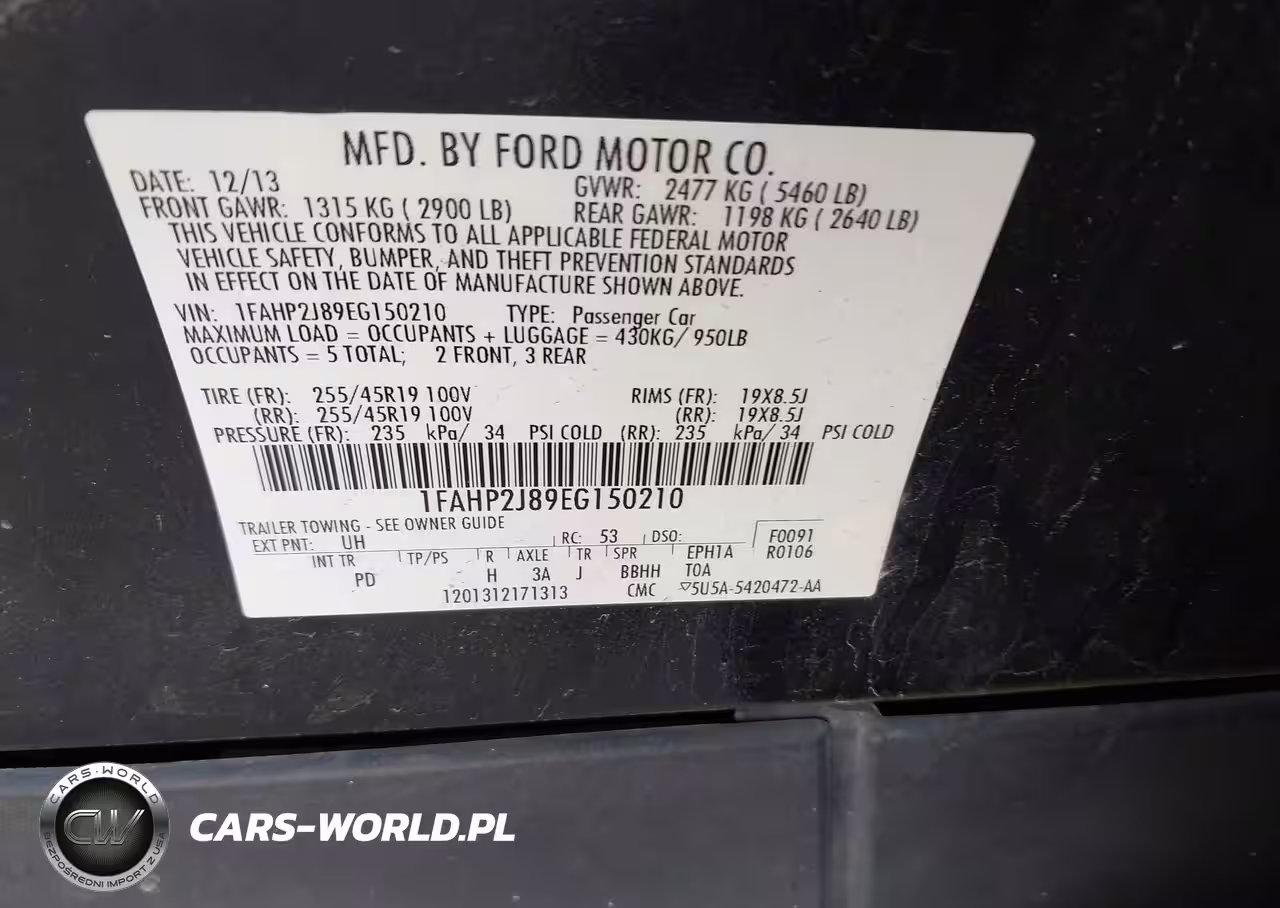 MFD. BY FORD MOTOR CO.
DATE: 12/13 GVWR: 2477 KG ( 5460 LB)
FRONT GAWR: 1315 KG ( 2900 LB) REAR GAWR: 1198 KG ( 2640 LB)
THIS VEHICLE CONFORMS TO ALL APPLICABLE FEDERAL MOTOR
VEHICLE SAFETY, BUMPER, AND THEFT PREVENTION STANDARDS
IN EFFECT ON THE DATE OF MANUFACTURE SHOWN ABOVE.
VIN: 1FAHP2J89EG150210 TYPE: Passenger Car
MAXIMUM LOAD = OCCUPANTS + LUGGAGE = 430KG/ 950LB
OCCUPANTS = 5 TOTAL; 2 FRONT, 3 REAR
TIRE (FR): 255/45R19 100V RIMS (FR): 19X8.5J
(RR): 255/45R19 100V (RR): 19X8.5J
PRESSURE (FR): 235 kPa/ 34 PSI COLD (RR): 235 kPa/ 34 PSI COLD
1FAHP2J89EG150210
TRAILER TOWING - SEE OWNER GUIDE
EXT PNT: UH RC: 53 DSO: F0091
INT TR TP/PS R AXLE TR SPR EPH1A R0106
PD H 3A J BBHH T0A
1201312171313 CMC 5U5A-5420472-AA
CARS-WORLD
CW
BEZPOŚREDNI IMPORT Z USA
CARS-WORLD.PL